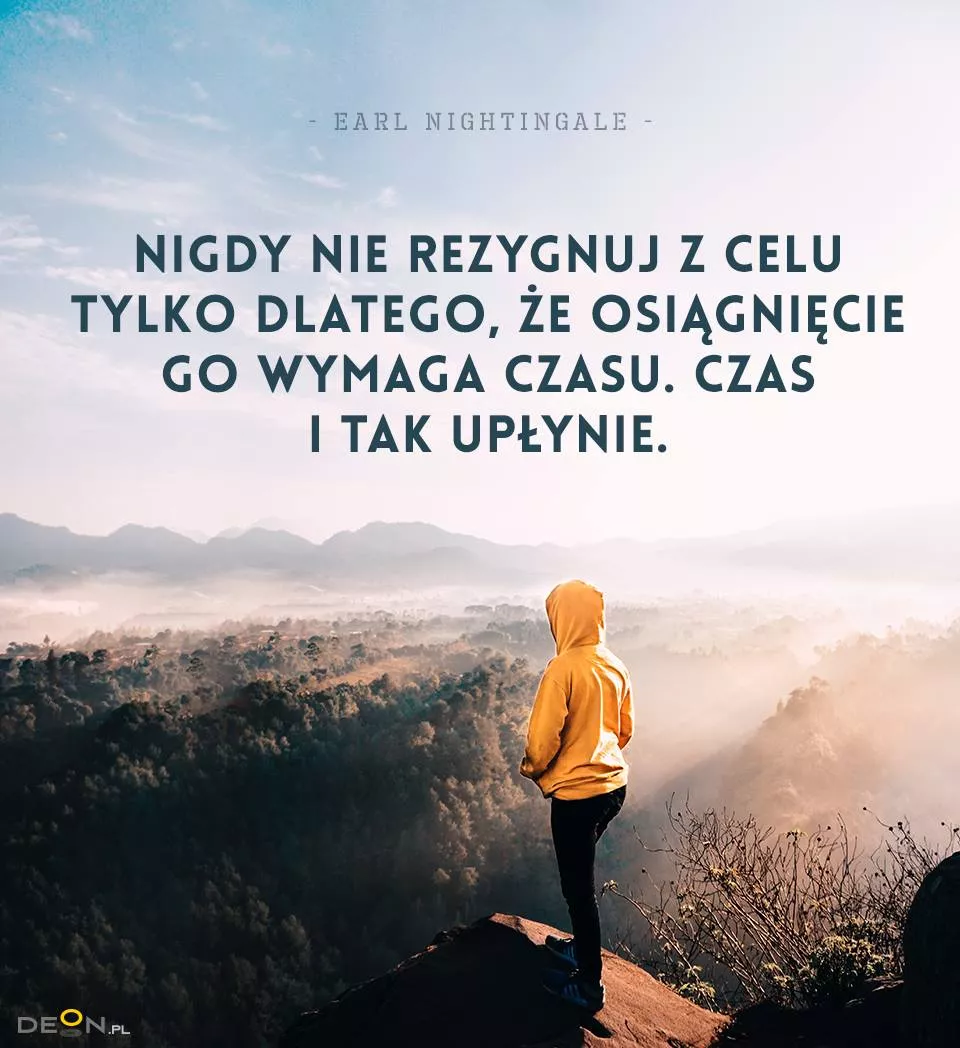 - EARL NIGHTINGALE -
NIGDY NIE REZYGNUJ Z CELU
TYLKO DLATEGO, ŻE OSIĄGNIĘCIE
GO WYMAGA CZASU. CZAS
I TAK UPŁYNIE.
DEON.PL